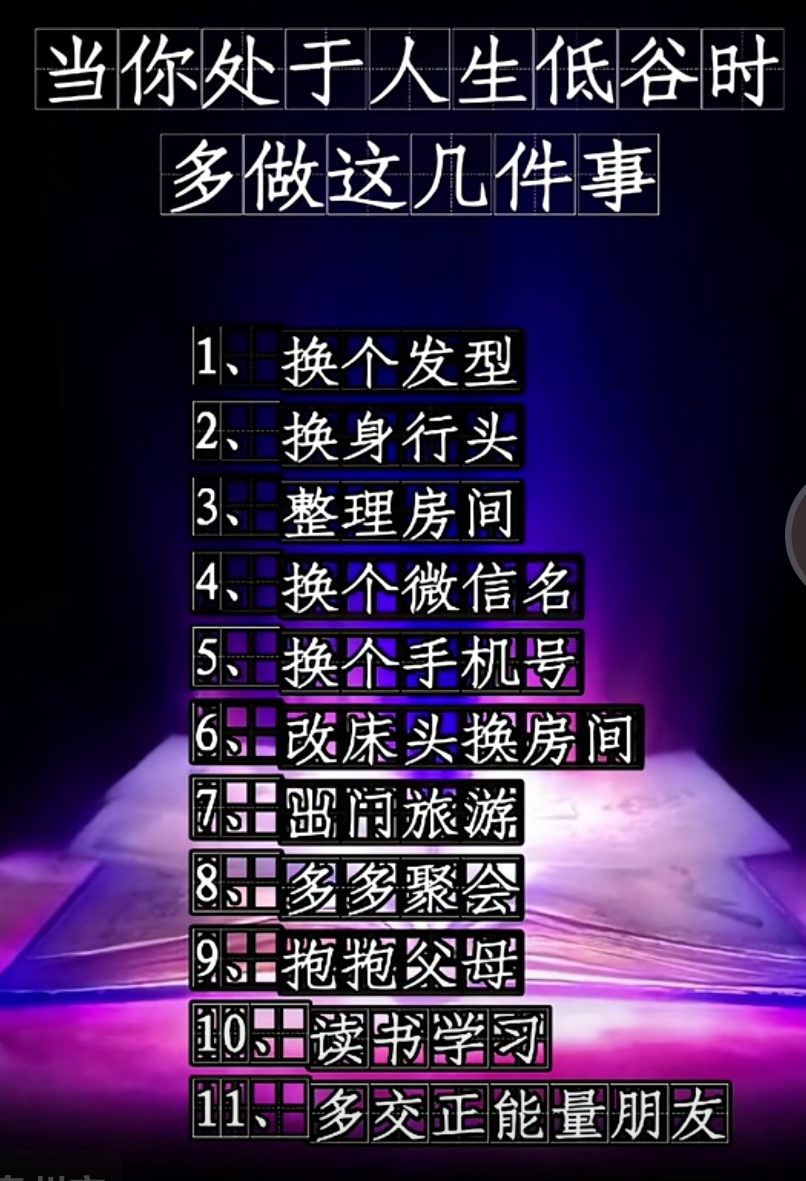 当你处于人生低谷时
多做这几件事
1、换个发型
2、换身行头
3、整理房间
4、换个微信名
5、换个手机号
6、改床头换房间
7、出门旅游
8、多多聚会
9、抱抱父母
10、读书学习
11、多交正能量朋友